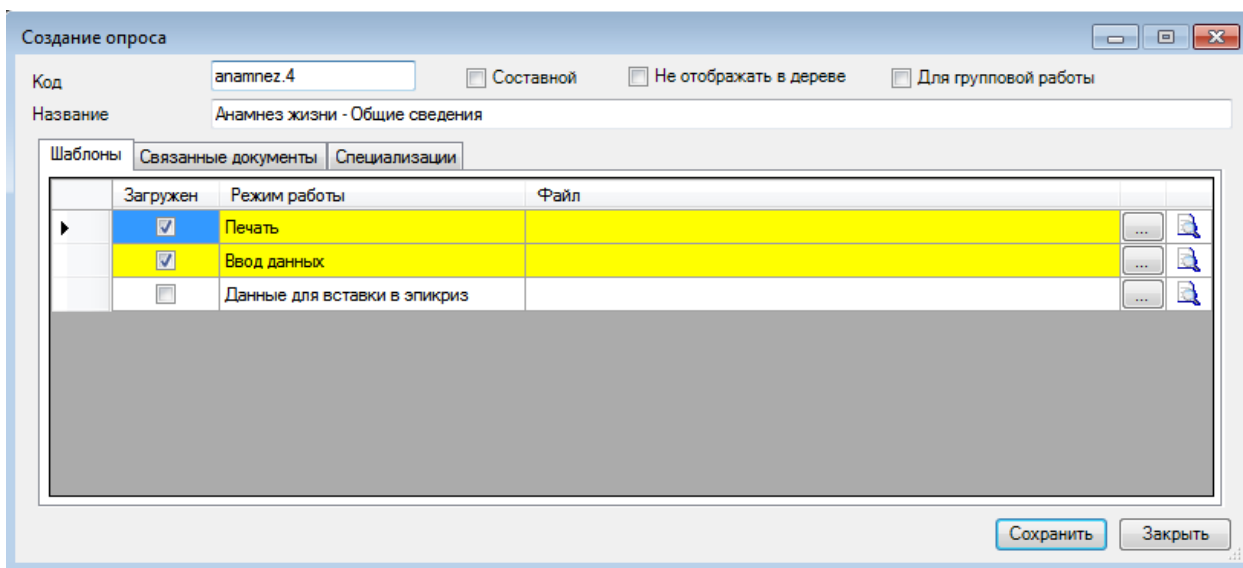 Создание опроса
Код anamnez.4 Составной Не отображать в дереве Для групповой работы
Название Анамнез жизни - Общие сведения
Шаблоны Связанные документы Специализации
Загружен Режим работы Файл
Печать ...
Ввод данных ...
Данные для вставки в эпикриз ...
Сохранить Закрыть